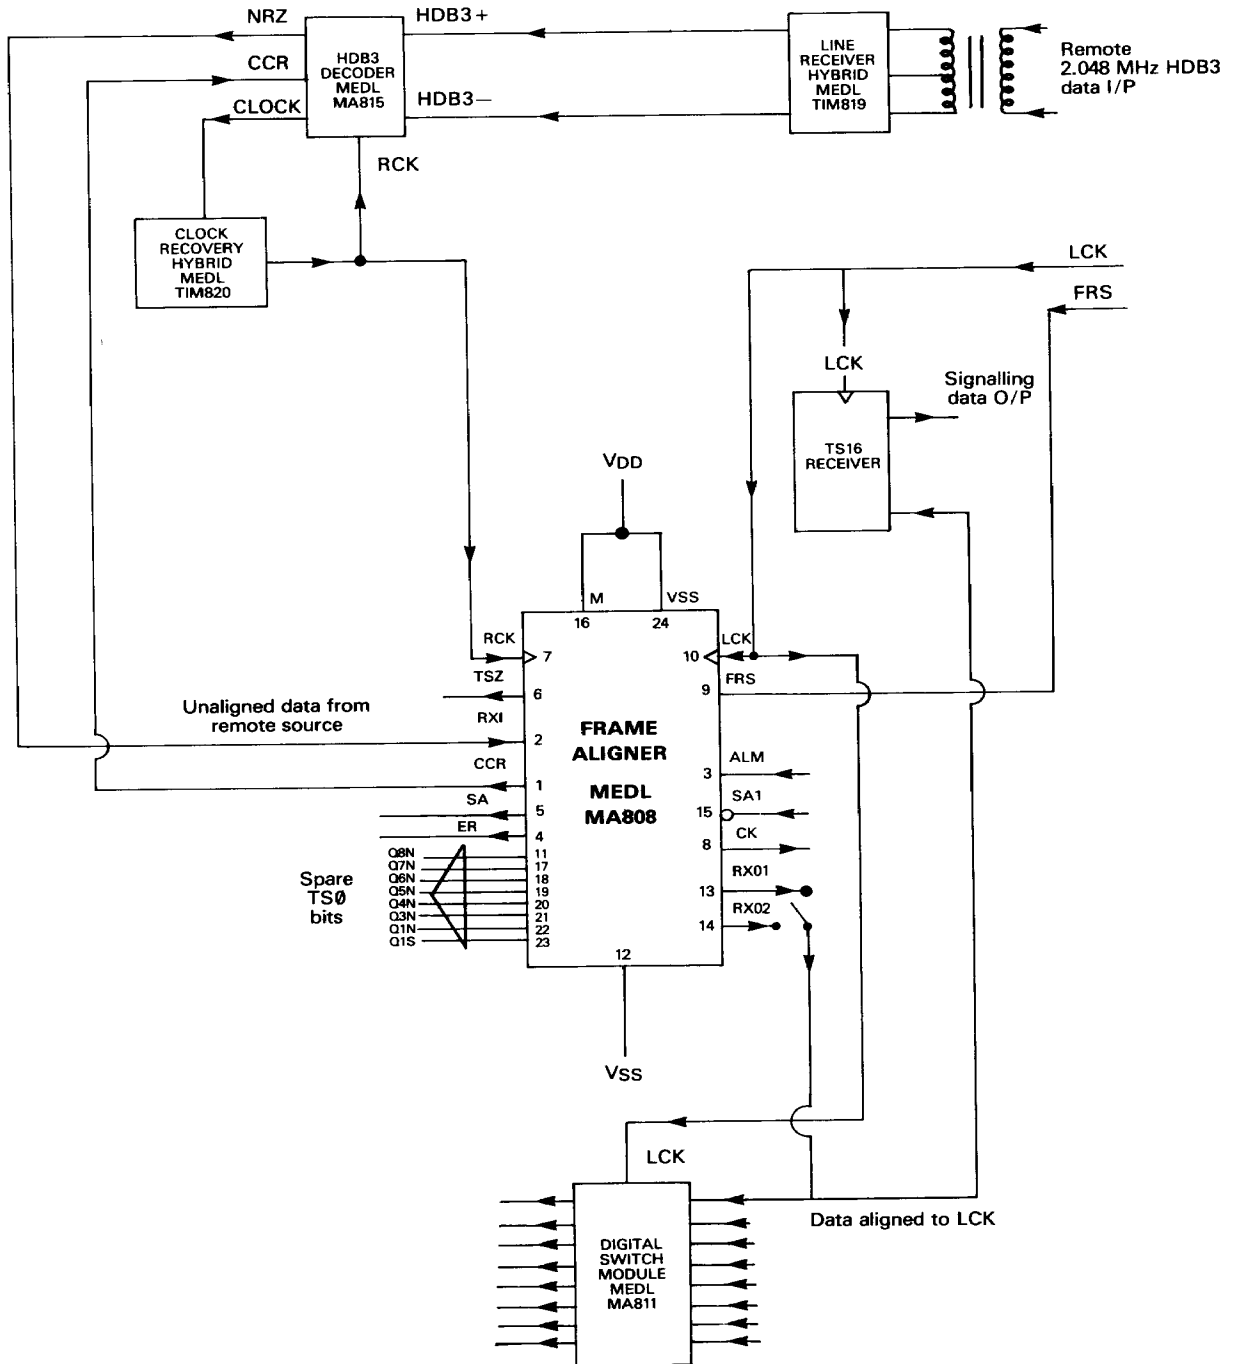 NRZ
HDB3+
CCR
CLOCK
HDB3—
HDB3
DECODER
MEDL
MA815
LINE
RECEIVER
HYBRID
MEDL
TIM819
Remote
2.048 MHz HDB3
data I/P
RCK
CLOCK
RECOVERY
HYBRID
MEDL
TIM820
LCK
FRS
LCK
Signalling
data O/P
TS16
RECEIVER
VDD
M
VSS
16
24
RCK
7
LCK
10
TSZ
6
FRS
9
Unaligned data from
remote source
RXI
2
FRAME
ALIGNER
MEDL
MA808
CCR
1
ALM
3
SA
5
SA1
15
ER
4
CK
8
Spare
TSØ
bits
Q8N 11
Q7N 17
Q6N 18
Q5N 19
Q4N 20
Q3N 21
Q1N 22
Q1S 23
RX01
13
RX02
14
12
VSS
LCK
Data aligned to LCK
DIGITAL
SWITCH
MODULE
MEDL
MA811